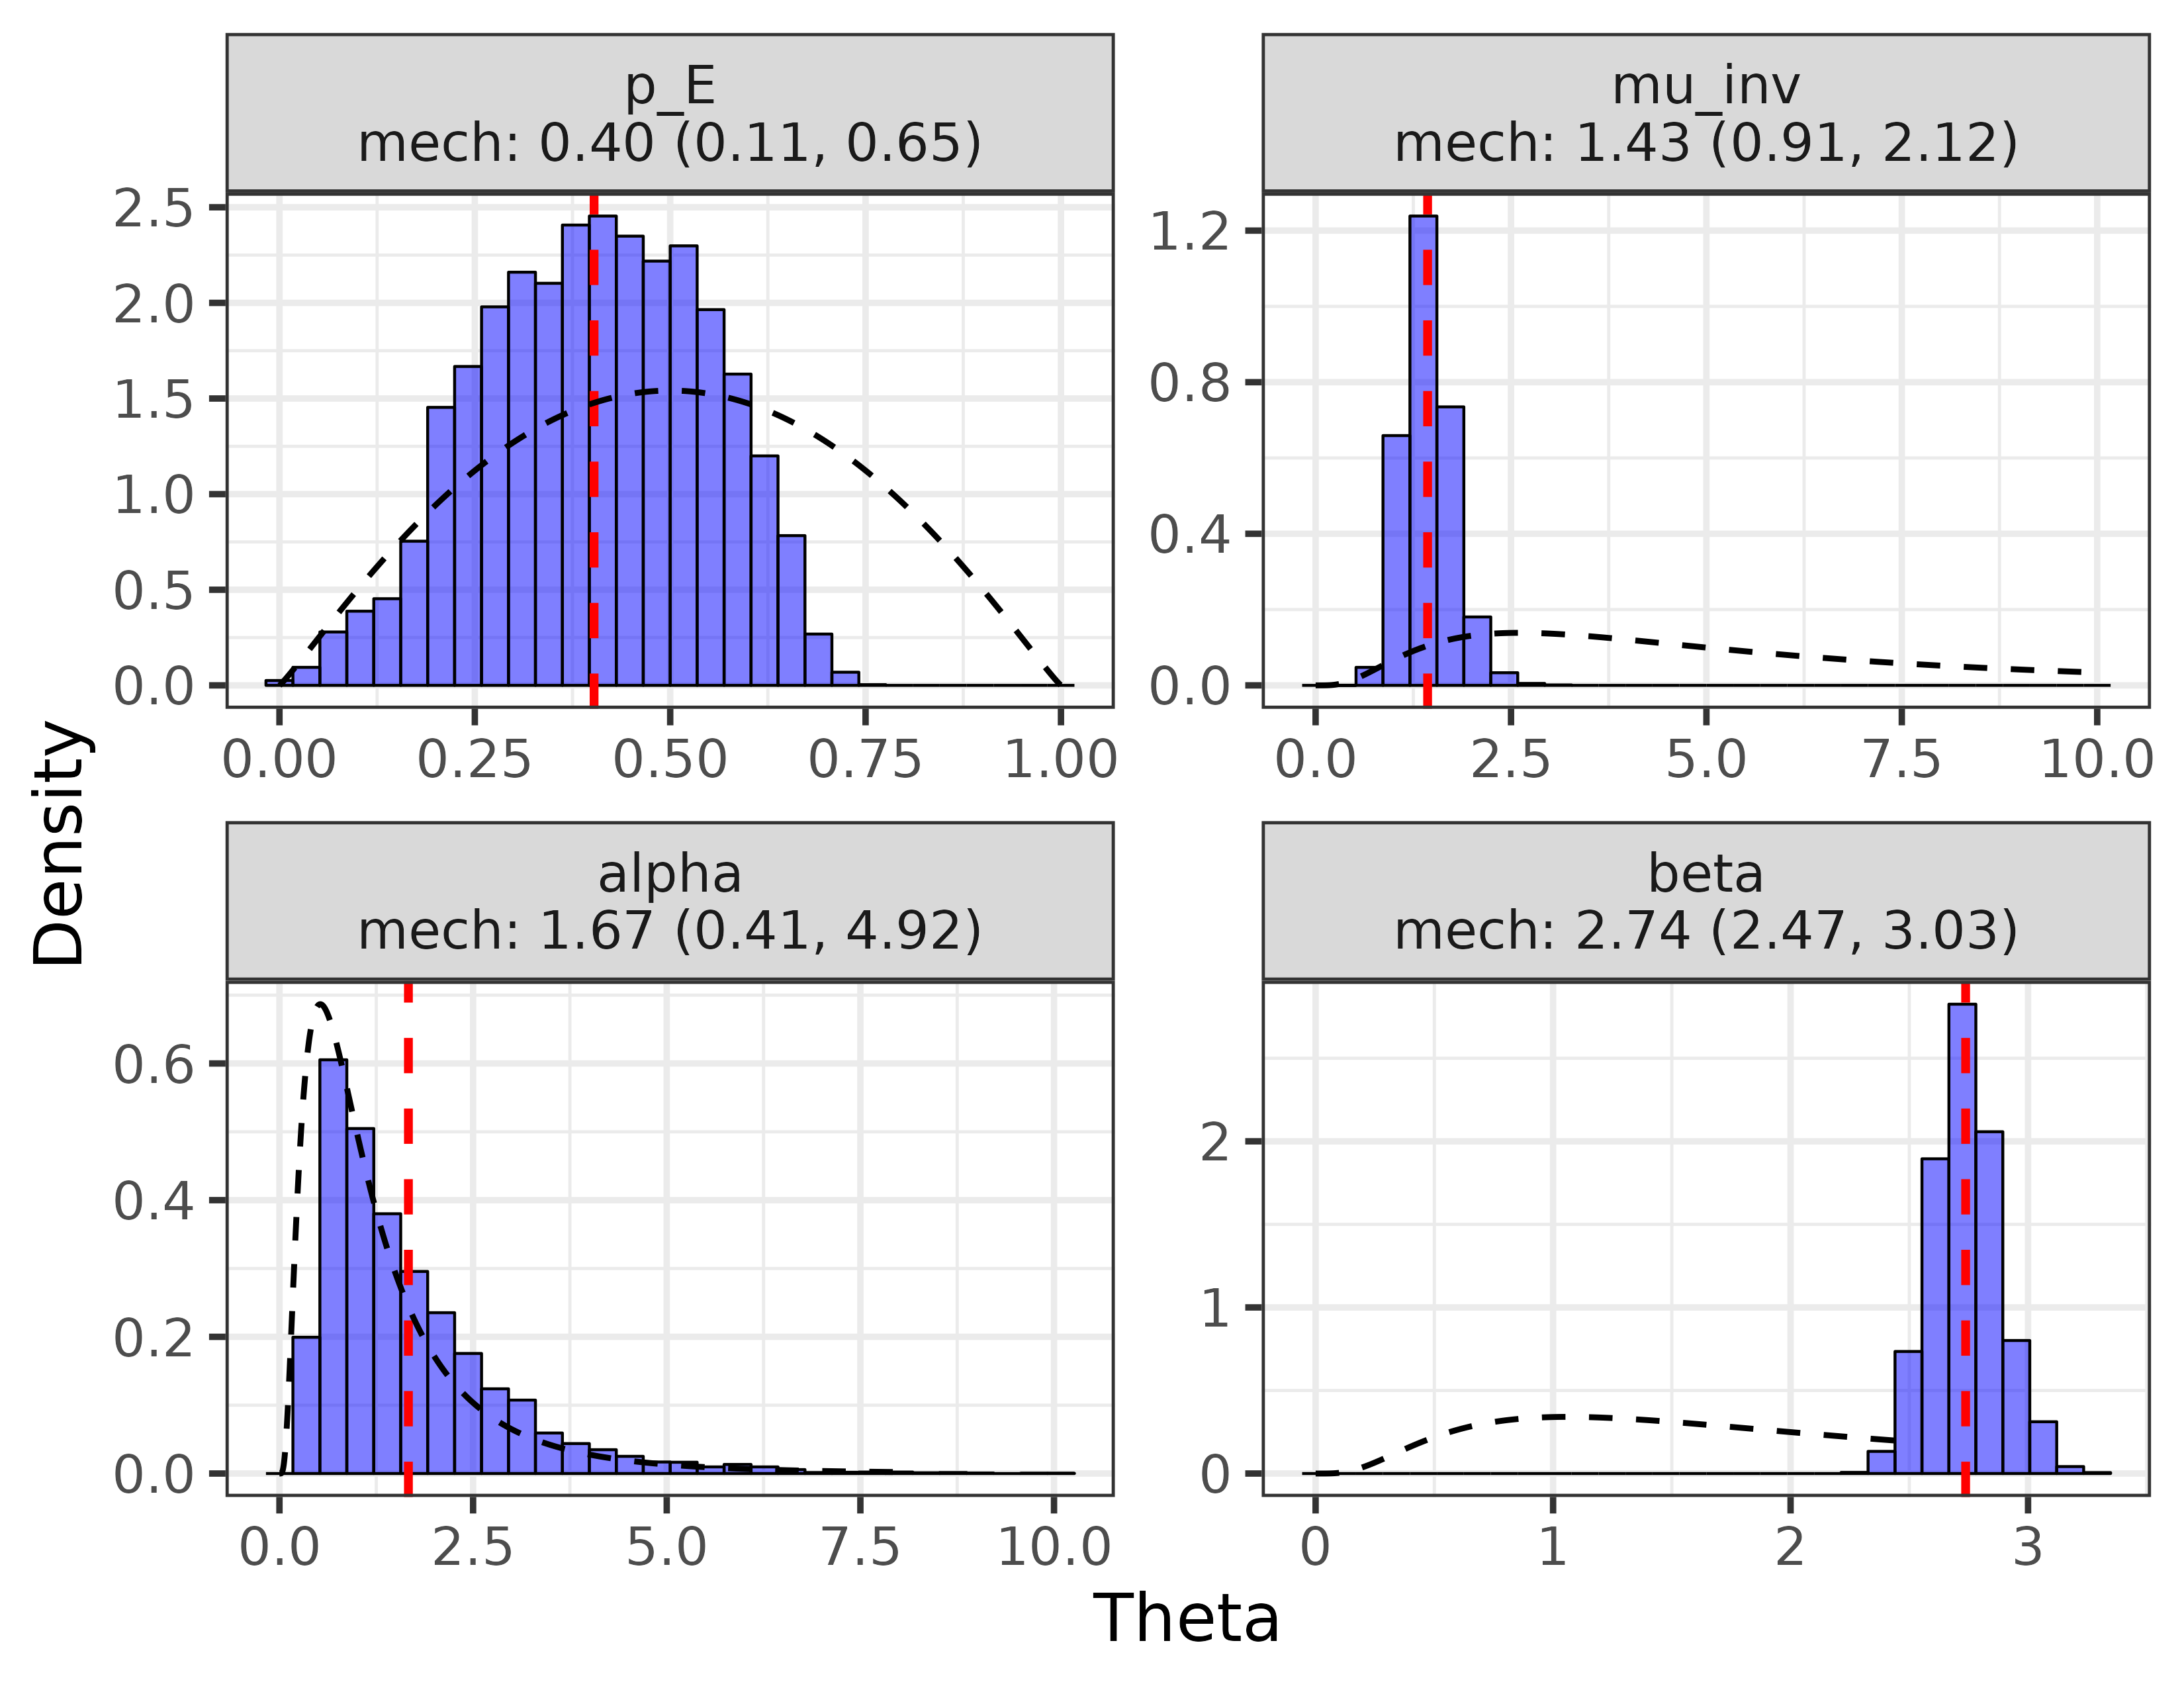 p_E
mech: 0.40 (0.11, 0.65)
mu_inv
mech: 1.43 (0.91, 2.12)
2.5
2.0
1.5
1.0
0.5
0.0
1.2
0.8
0.4
0.0
0.00 0.25 0.50 0.75 1.00
0.0 2.5 5.0 7.5 10.0
Density
alpha
mech: 1.67 (0.41, 4.92)
beta
mech: 2.74 (2.47, 3.03)
0.6
0.4
0.2
0.0
2
1
0
0.0 2.5 5.0 7.5 10.0
0 1 2 3
Theta